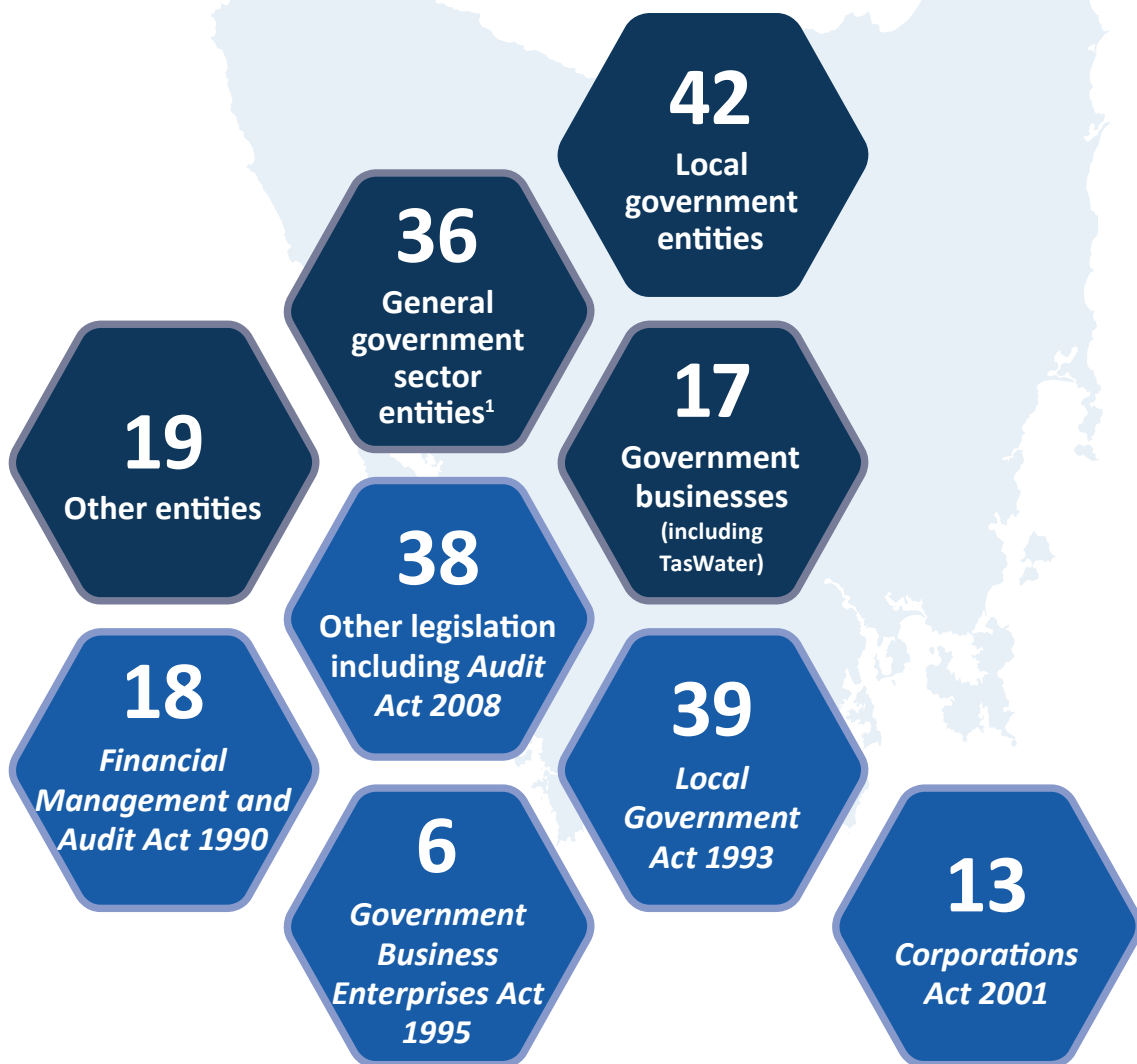 42
Local
government
entities
36
General
government
sector
entities¹
17
Government
businesses
(including
TasWater)
19
Other entities
38
Other legislation
including Audit
Act 2008
18
Financial
Management and
Audit Act 1990
39
Local
Government
Act 1993
6
Government
Business
Enterprises Act
1995
13
Corporations
Act 2001